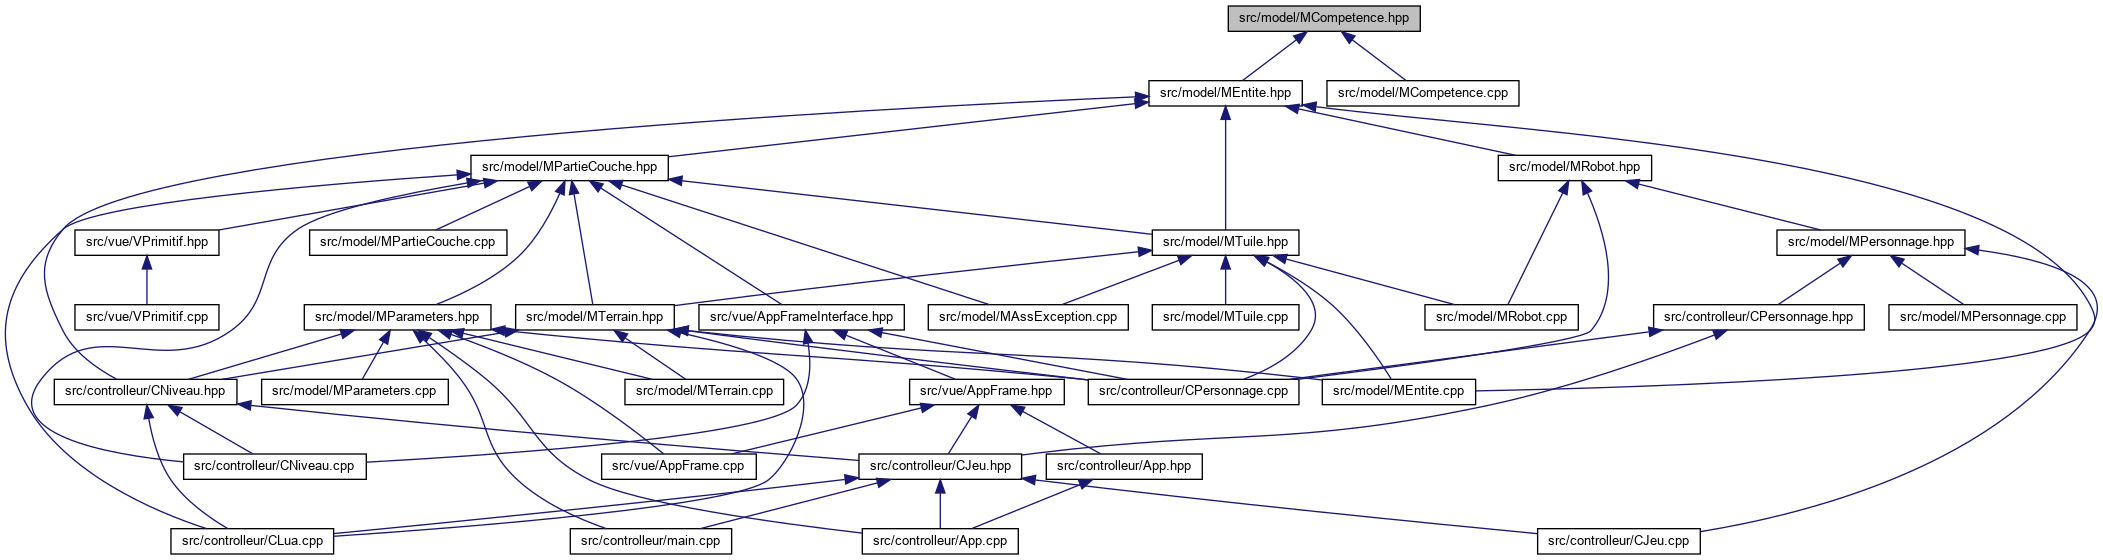 src/model/MCompetence.hpp
src/model/MEntite.hpp
src/model/MCompetence.cpp
src/model/MPartieCouche.hpp
src/model/MRobot.hpp
src/vue/VPrimitif.hpp
src/model/MPartieCouche.cpp
src/model/MTuile.hpp
src/model/MPersonnage.hpp
src/vue/VPrimitif.cpp
src/model/MParameters.hpp
src/model/MTerrain.hpp
src/vue/AppFrameInterface.hpp
src/model/MAssException.cpp
src/model/MTuile.cpp
src/model/MRobot.cpp
src/controlleur/CPersonnage.hpp
src/model/MPersonnage.cpp
src/controlleur/CNiveau.hpp
src/model/MParameters.cpp
src/model/MTerrain.cpp
src/vue/AppFrame.hpp
src/controlleur/CPersonnage.cpp
src/model/MEntite.cpp
src/controlleur/CNiveau.cpp
src/vue/AppFrame.cpp
src/controlleur/CJeu.hpp
src/controlleur/App.hpp
src/controlleur/CLua.cpp
src/controlleur/main.cpp
src/controlleur/App.cpp
src/controlleur/CJeu.cpp